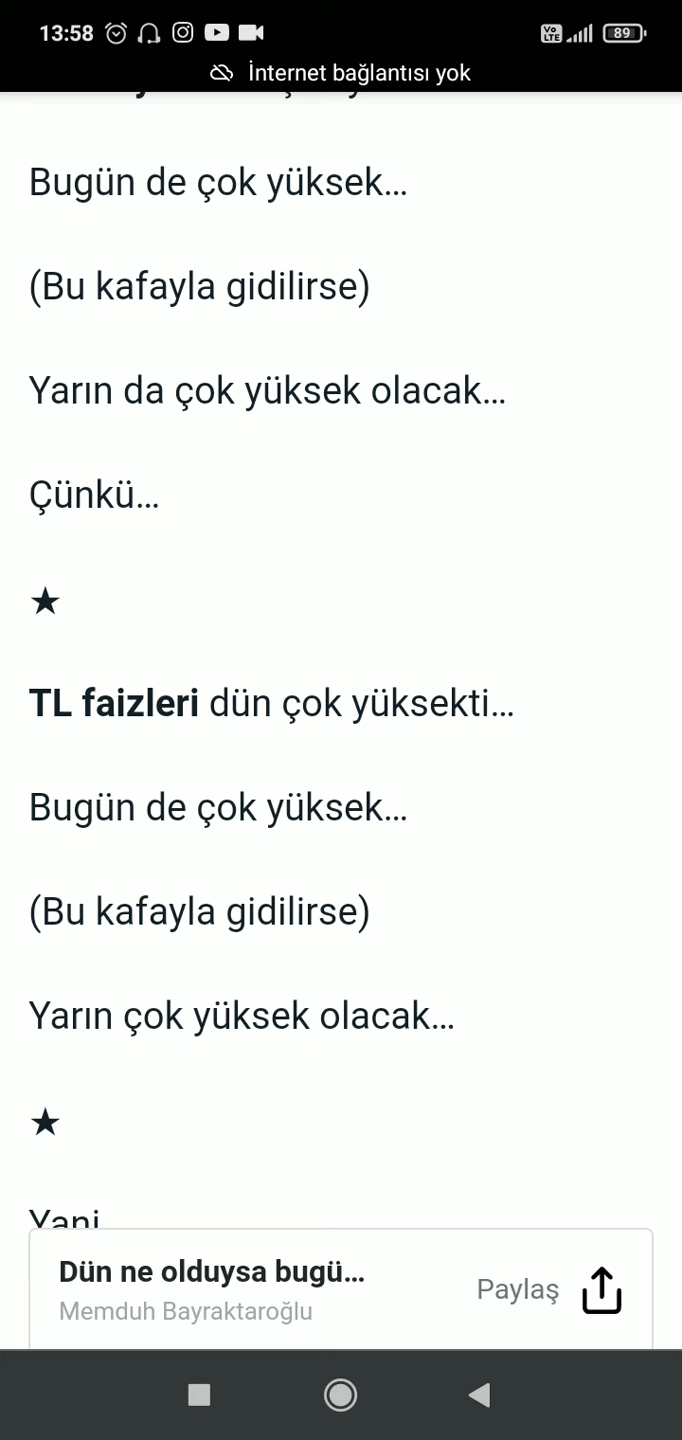 13:58
VoLTE
89
İnternet bağlantısı yok
Bugün de çok yüksek...
(Bu kafayla gidilirse)
Yarın da çok yüksek olacak...
Çünkü...
★
TL faizleri dün çok yüksekti...
Bugün de çok yüksek...
(Bu kafayla gidilirse)
Yarın çok yüksek olacak...
★
Yani
Dün ne olduysa bugü...
Memduh Bayraktaroğlu
Paylaş